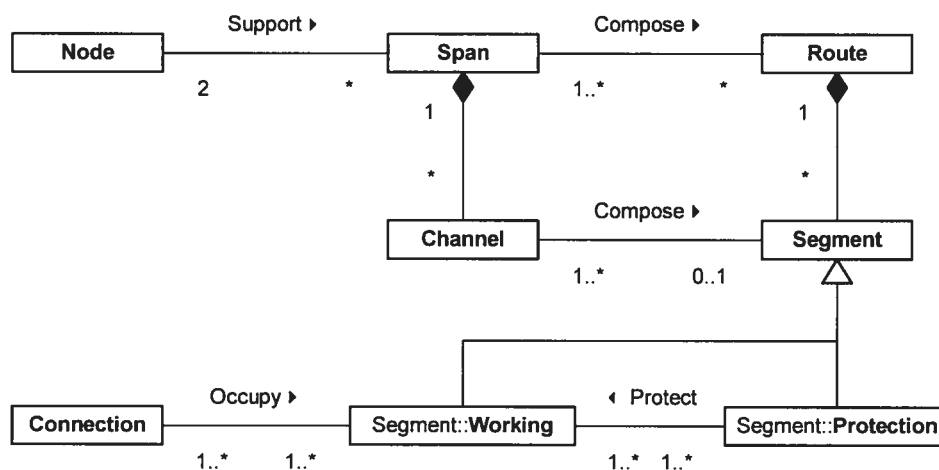 Support ▸ Compose ▸
Node Span Route
2 * 1..* *
1 1
* *
Compose ▸
Channel Segment
1..* 0..1
Occupy ▸ ◂ Protect
Connection Segment::Working Segment::Protection
1..* 1..* 1..* 1..*